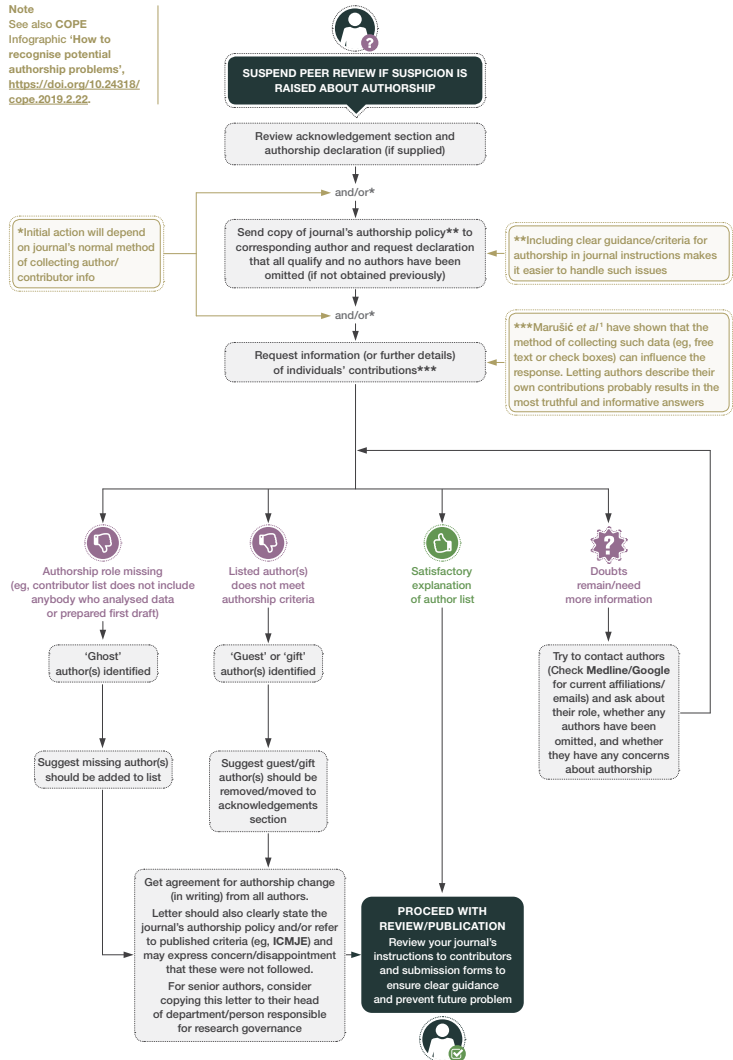 Note
See also COPE
Infographic ‘How to
recognise potential
authorship problems’,
https://doi.org/10.24318/
cope.2019.2.22.
?
SUSPEND PEER REVIEW IF SUSPICION IS
RAISED ABOUT AUTHORSHIP
Review acknowledgement section and
authorship declaration (if supplied)
and/or*
*Initial action will depend
on journal’s normal method
of collecting author/
contributor info
Send copy of journal’s authorship policy** to
corresponding author and request declaration
that all qualify and no authors have been
omitted (if not obtained previously)
**Including clear guidance/criteria for
authorship in journal instructions makes
it easier to handle such issues
and/or*
Request information (or further details)
of individuals’ contributions***
***Marušić et al¹ have shown that the
method of collecting such data (eg, free
text or check boxes) can influence the
response. Letting authors describe their
own contributions probably results in the
most truthful and informative answers
Authorship role missing
(eg, contributor list does not include
anybody who analysed data
or prepared first draft)
‘Ghost’
author(s) identified
Suggest missing author(s)
should be added to list
Listed author(s)
does not meet
authorship criteria
‘Guest’ or ‘gift’
author(s) identified
Suggest guest/gift
author(s) should be
removed/moved to
acknowledgements
section
Satisfactory
explanation
of author list
?
Doubts
remain/need
more information
Try to contact authors
(Check Medline/Google
for current affiliations/
emails) and ask about
their role, whether any
authors have been
omitted, and whether
they have any concerns
about authorship
Get agreement for authorship change
(in writing) from all authors.
Letter should also clearly state the
journal’s authorship policy and/or refer
to published criteria (eg, ICMJE) and
may express concern/disappointment
that these were not followed.
For senior authors, consider
copying this letter to their head
of department/person responsible
for research governance
PROCEED WITH
REVIEW/PUBLICATION
Review your journal’s
instructions to contributors
and submission forms to
ensure clear guidance
and prevent future problem